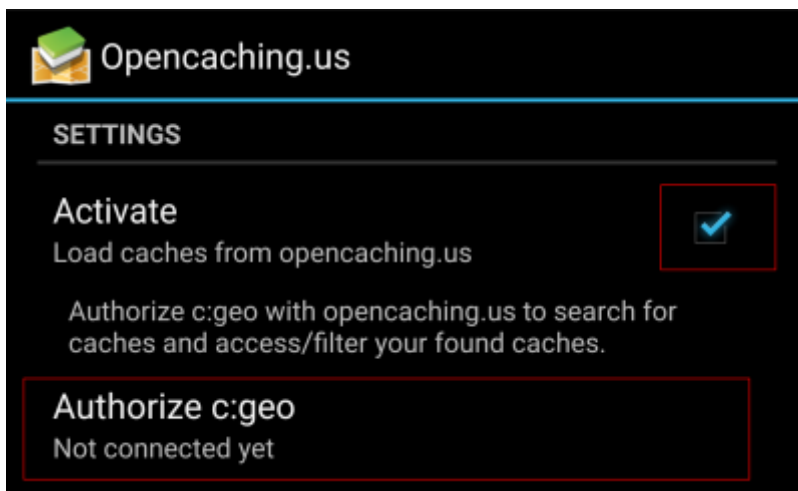 Opencaching.us
SETTINGS
Activate
Load caches from opencaching.us
Authorize c:geo with opencaching.us to search for
caches and access/filter your found caches.
Authorize c:geo
Not connected yet